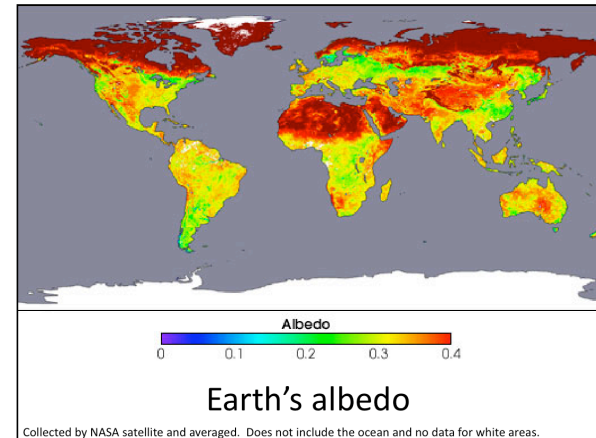 Albedo
0 0.1 0.2 0.3 0.4
Earth's albedo
Collected by NASA satellite and averaged. Does not include the ocean and no data for white areas.